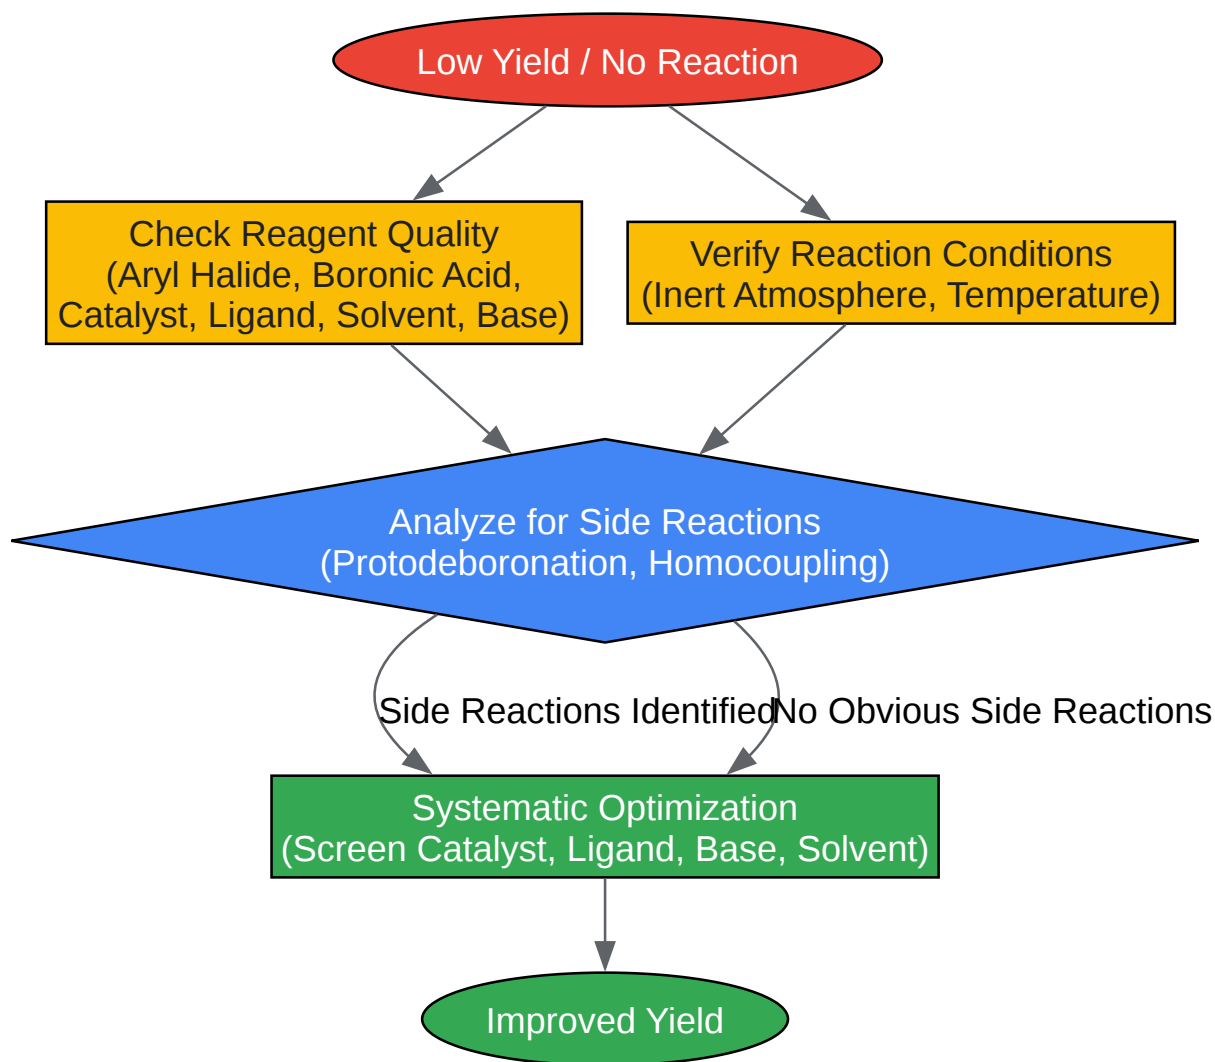 Low Yield / No Reaction
Check Reagent Quality
(Aryl Halide, Boronic Acid,
Catalyst, Ligand, Solvent, Base)
Verify Reaction Conditions
(Inert Atmosphere, Temperature)
Analyze for Side Reactions
(Protodeboronation, Homocoupling)
Side Reactions Identified
No Obvious Side Reactions
Systematic Optimization
(Screen Catalyst, Ligand, Base, Solvent)
Improved Yield